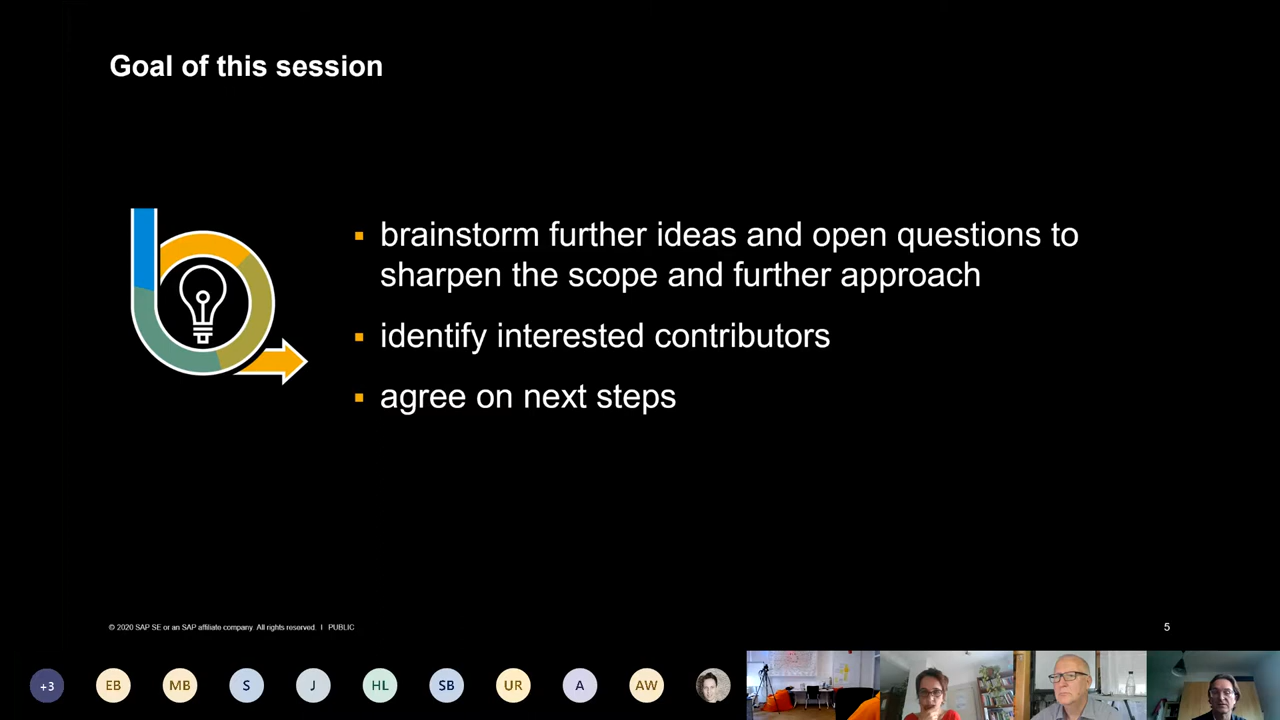 Goal of this session
▪ brainstorm further ideas and open questions to
sharpen the scope and further approach
▪ identify interested contributors
▪ agree on next steps
© 2020 SAP SE or an SAP affiliate company. All rights reserved. I PUBLIC
5
+3
EB
MB
S
J
HL
SB
UR
A
AW